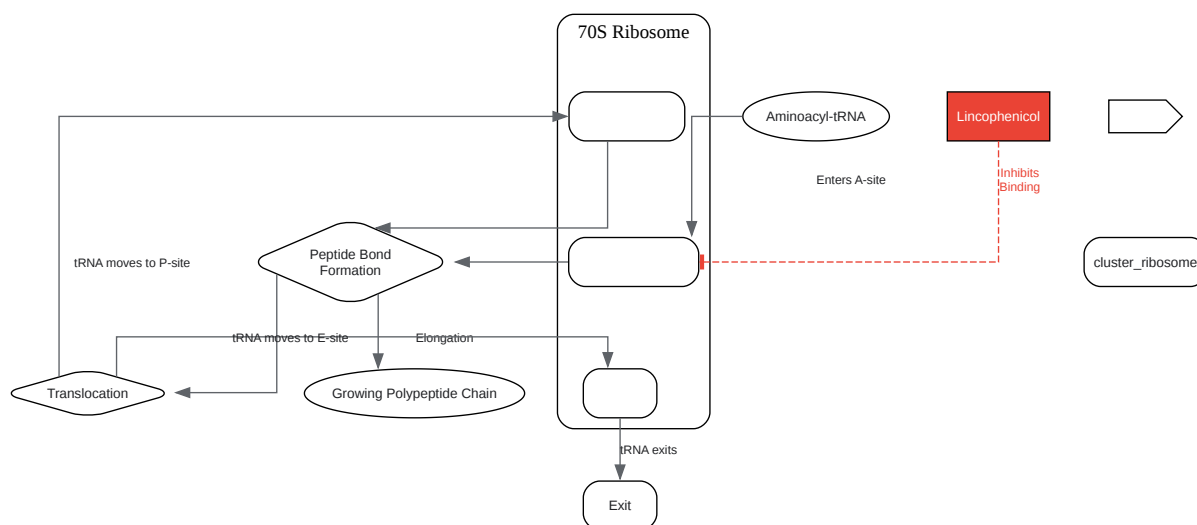 70S Ribosome
Aminoacyl-tRNA
Lincophenicol
Enters A-site
Inhibits
Binding
Peptide Bond
Formation
tRNA moves to P-site
cluster_ribosome
tRNA moves to E-site
Elongation
Translocation
Growing Polypeptide Chain
tRNA exits
Exit